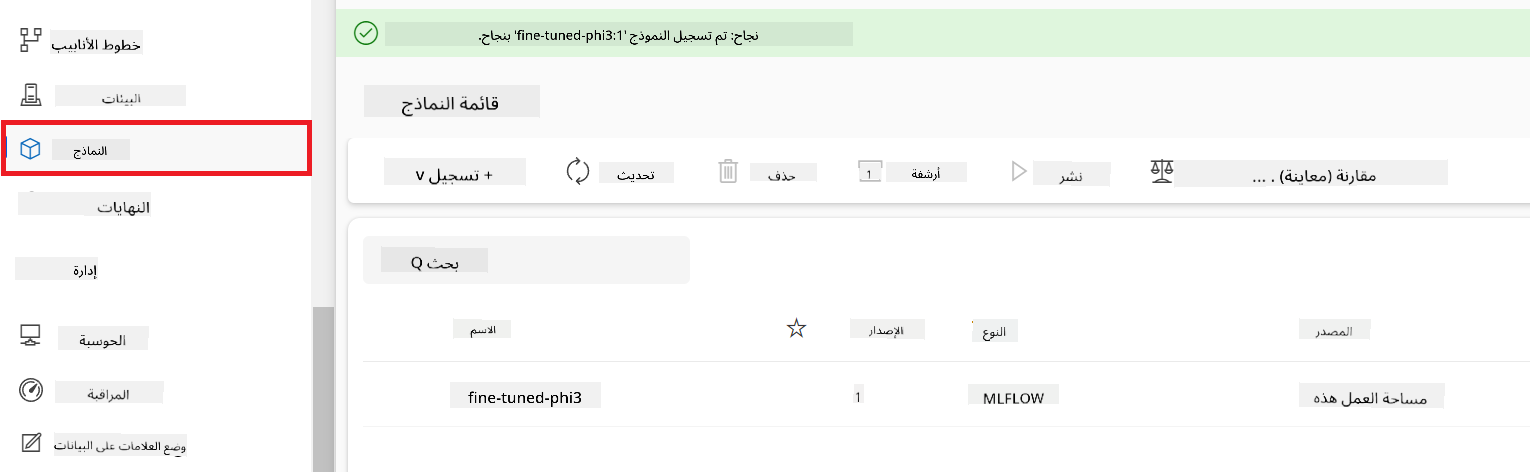 خطوط الأنابيب
البيئات
النماذج
النهايات
إدارة
الحوسبة
المراقبة
وضع العلامات على البيانات
نجاح: تم تسجيل النموذج 'fine-tuned-phi3:1' بنجاح.
قائمة النماذج
+ تسجيل v
تحديث
حذف
1 أرشفة
نشر
مقارنة (معاينة) . ...
بحث Q
الاسم
الإصدار
النوع
المصدر
fine-tuned-phi3
1
MLFLOW
مساحة العمل هذه